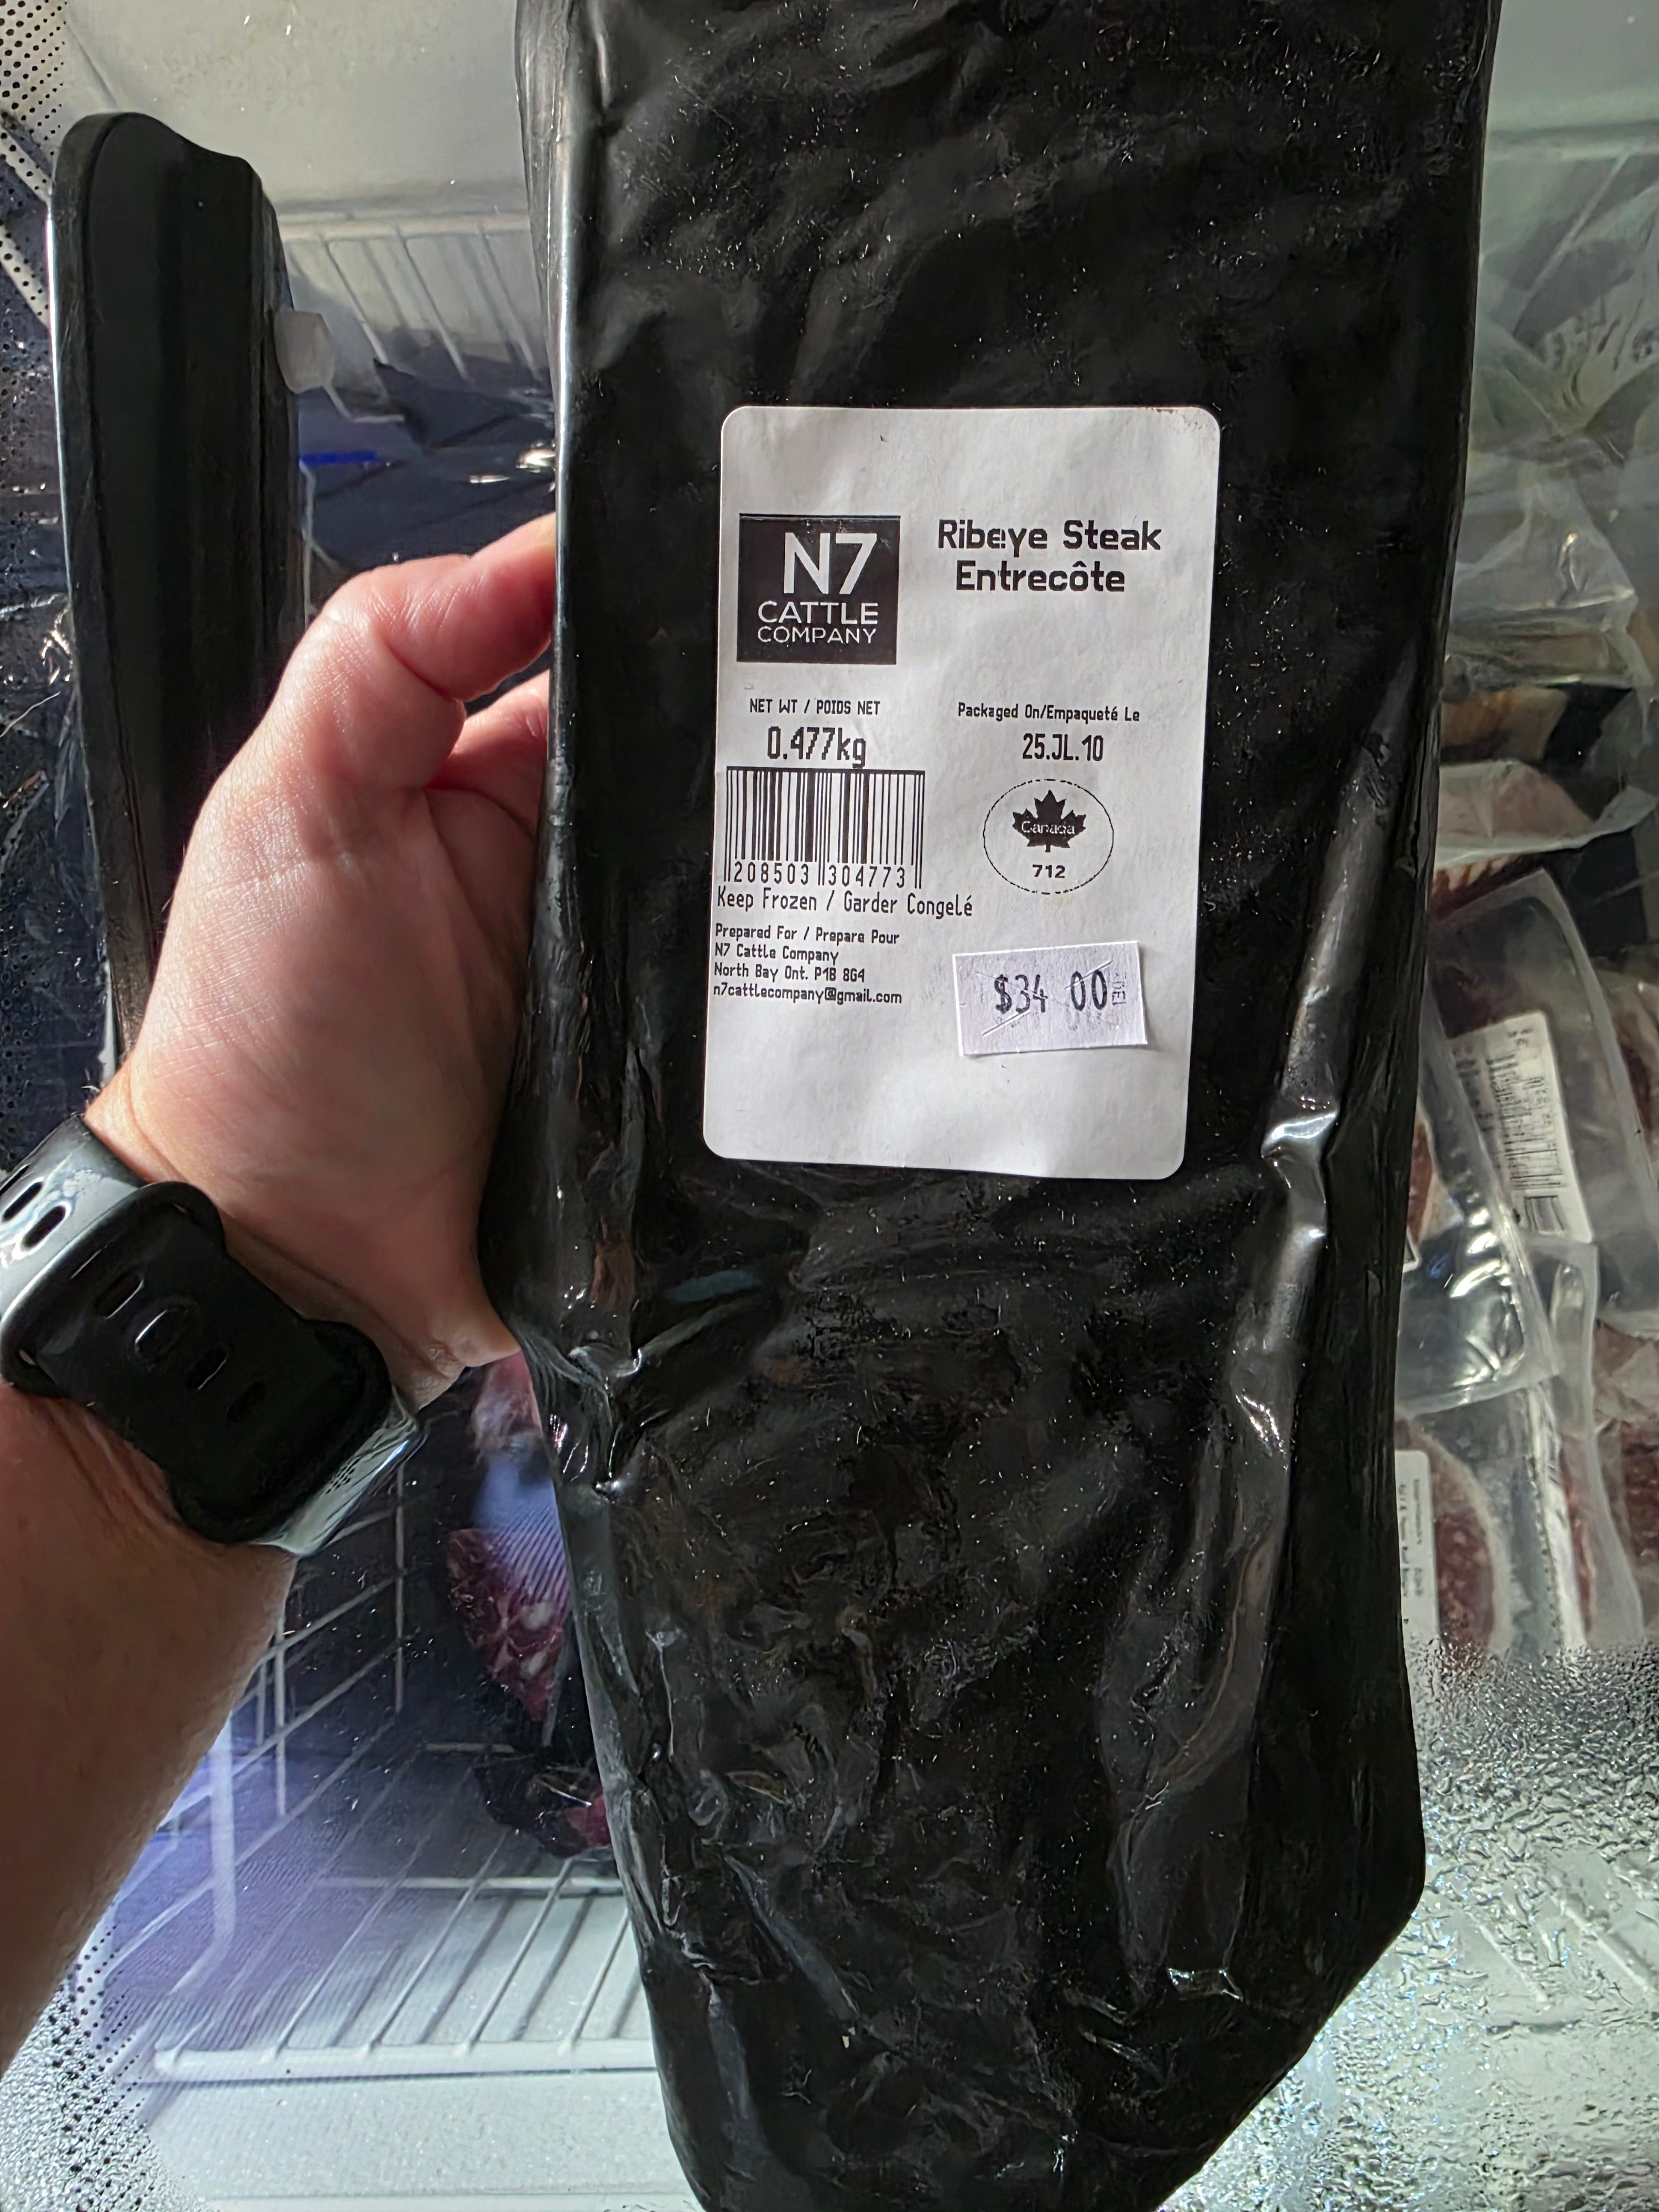 N7
CATTLE
COMPANY
Ribeye Steak
Entrecôte
NET WT / POIDS NET
0.477kg
Packaged On/Empaqueté Le
25.JL.10
208503 304773
Canada
712
Keep Frozen / Garder Congelé
Prepared For / Prepare Pour
N7 Cattle Company
North Bay Ont. P1B 8G4
n7cattlecompany@gmail.com
$34 00